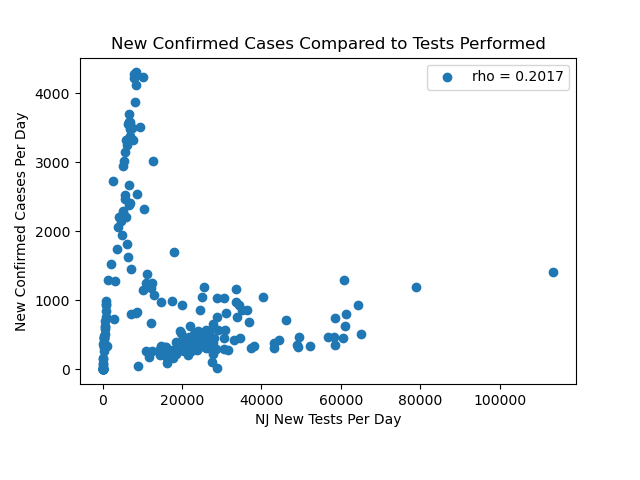 New Confirmed Cases Compared to Tests Performed
rho = 0.2017
New Confirmed Caeses Per Day
4000
3000
2000
1000
0
0 20000 40000 60000 80000 100000
NJ New Tests Per Day